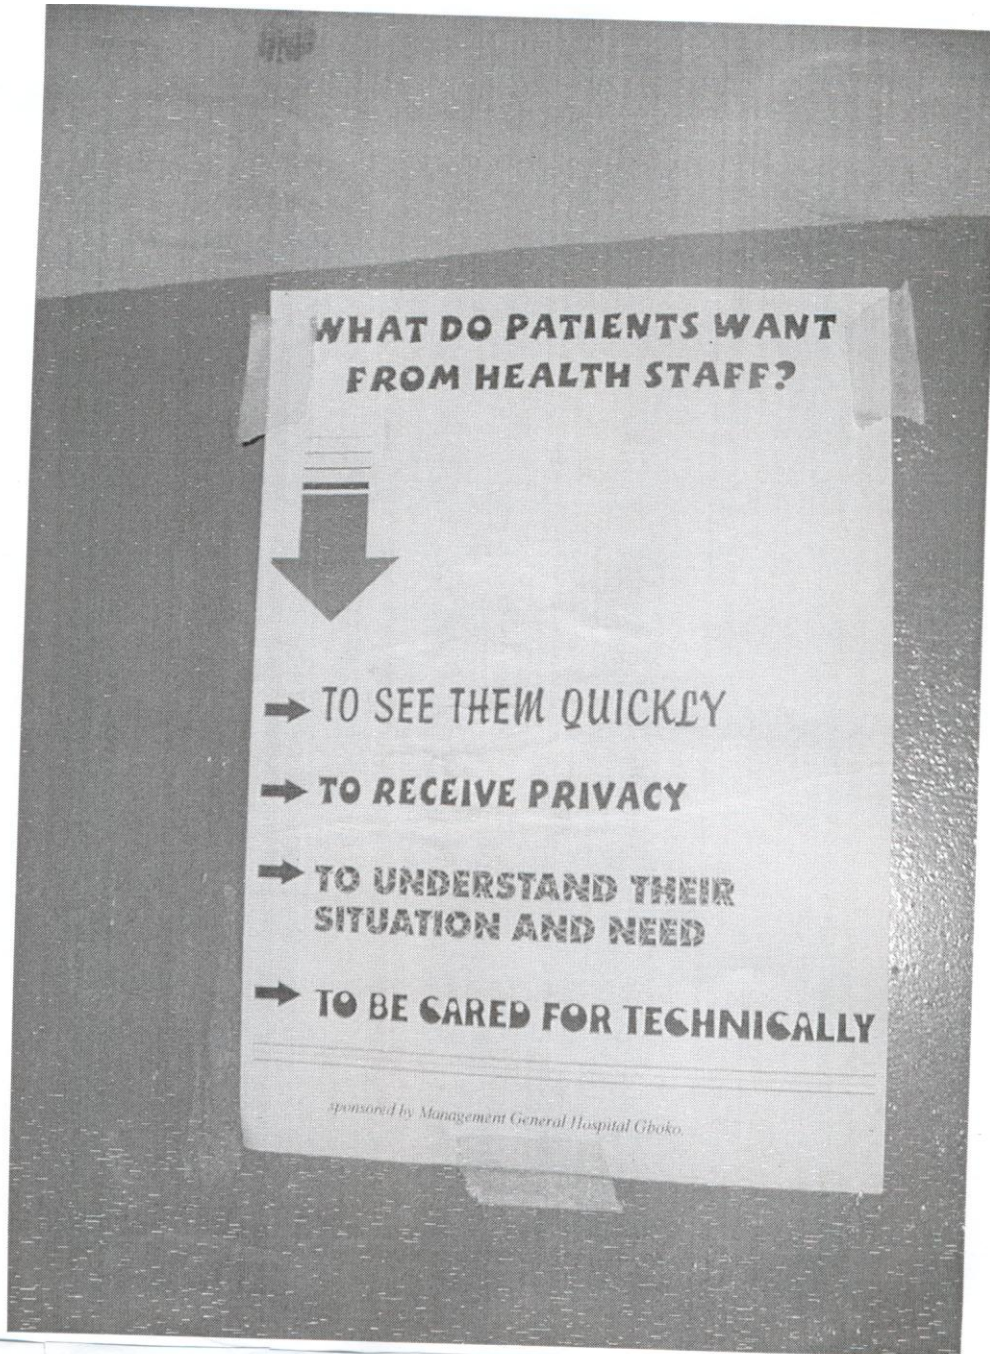 WHAT DO PATIENTS WANT
FROM HEALTH STAFF?
TO SEE THEM QUICKLY
TO RECEIVE PRIVACY
TO UNDERSTAND THEIR
SITUATION AND NEED
TO BE CARED FOR TECHNICALLY
sponsored by Management General Hospital Gboko.